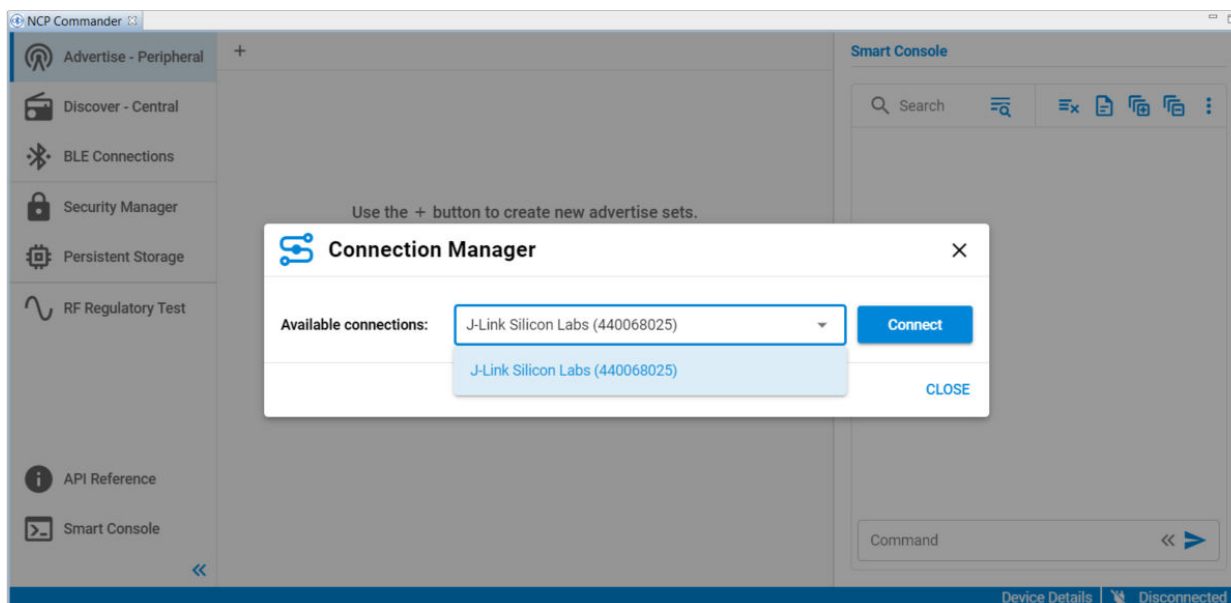 NCP Commander
Advertise - Peripheral
+
Smart Console
Discover - Central
Search
BLE Connections
Security Manager
Use the + button to create new advertise sets.
Persistent Storage
Connection Manager
RF Regulatory Test
Available connections:
J-Link Silicon Labs (440068025)
Connect
J-Link Silicon Labs (440068025)
CLOSE
API Reference
Smart Console
Command
Device Details
Disconnected